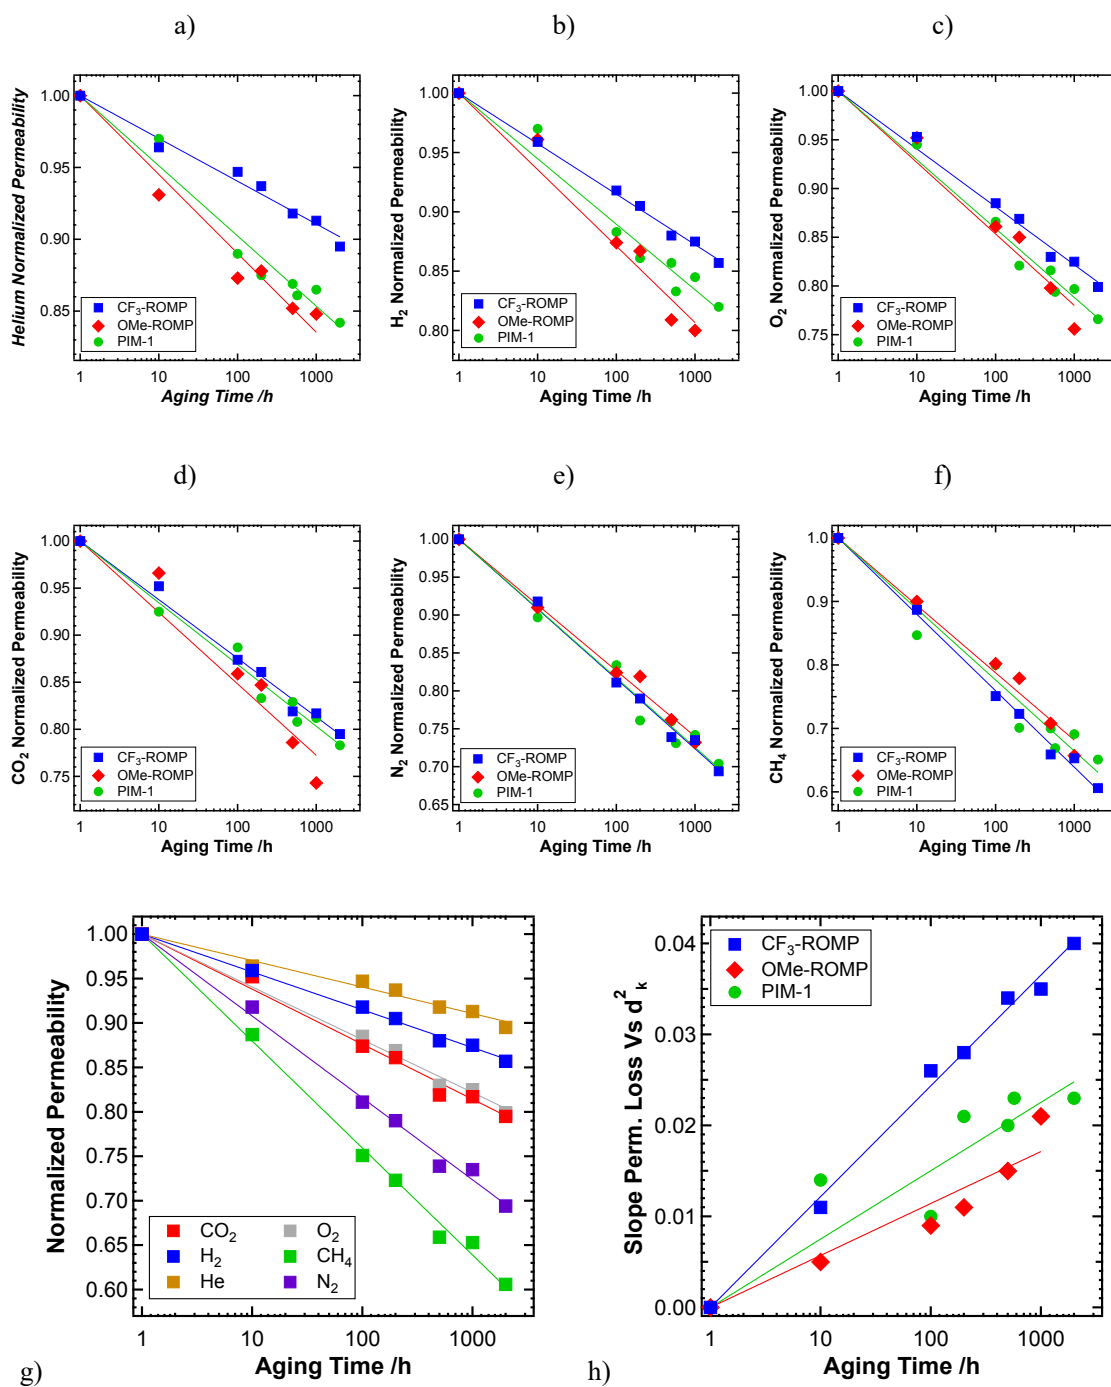 a)
b)
c)
Helium Normalized Permeability
1.00
0.95
0.90
0.85
CF₃-ROMP
OMe-ROMP
PIM-1
1
10
100
1000
Aging Time /h
H₂ Normalized Permeability
1.00
0.95
0.90
0.85
0.80
CF₃-ROMP
OMe-ROMP
PIM-1
1
10
100
1000
Aging Time /h
O₂ Normalized Permeability
1.00
0.95
0.90
0.85
0.80
0.75
CF₃-ROMP
OMe-ROMP
PIM-1
1
10
100
1000
Aging Time /h
d)
e)
f)
CO₂ Normalized Permeability
1.00
0.95
0.90
0.85
0.80
0.75
CF₃-ROMP
OMe-ROMP
PIM-1
1
10
100
1000
Aging Time /h
N₂ Normalized Permeability
1.00
0.95
0.90
0.85
0.80
0.75
0.70
0.65
CF₃-ROMP
OMe-ROMP
PIM-1
1
10
100
1000
Aging Time /h
CH₄ Normalized Permeability
1.0
0.9
0.8
0.7
0.6
CF₃-ROMP
OMe-ROMP
PIM-1
1
10
100
1000
Aging Time /h
Normalized Permeability
1.00
0.95
0.90
0.85
0.80
0.75
0.70
0.65
0.60
CO₂
O₂
H₂
CH₄
He
N₂
1
10
100
1000
Aging Time /h
g)
Slope Perm. Loss Vs d²ₖ
0.04
0.03
0.02
0.01
0.00
CF₃-ROMP
OMe-ROMP
PIM-1
1
10
100
1000
Aging Time /h
h)